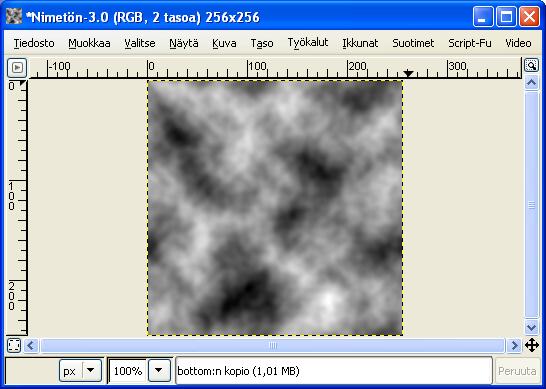 *Nimetön-3.0 (RGB, 2 tasoa) 256x256
Tiedosto Muokkaa Valitse Näytä Kuva Taso Työkalut Ikkunat Suotimet Script-Fu Video
-100 0 100 200 300
0
100
200
px 100% bottom:n kopio (1,01 MB) Peruuta